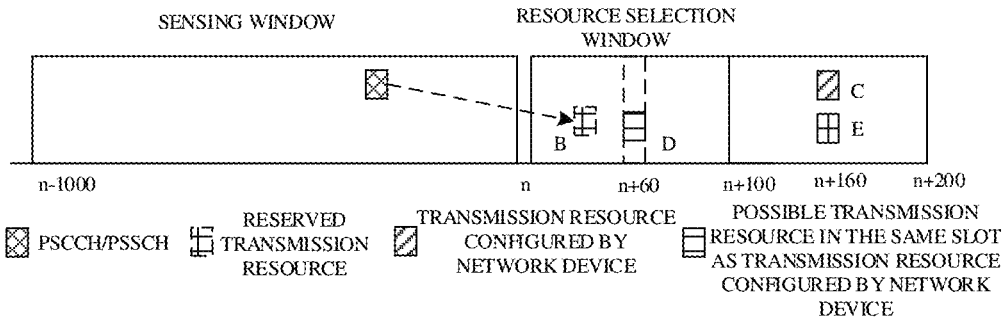 SENSING WINDOW
RESOURCE SELECTION
WINDOW
C
B
D
E
n-1000
n
n+60
n+100
n+160
n+200
PSCCH/PSSCH
RESERVED
TRANSMISSION
RESOURCE
TRANSMISSION RESOURCE
CONFIGURED BY
NETWORK DEVICE
POSSIBLE TRANSMISSION
RESOURCE IN THE SAME SLOT
AS TRANSMISSION RESOURCE
CONFIGURED BY NETWORK
DEVICE